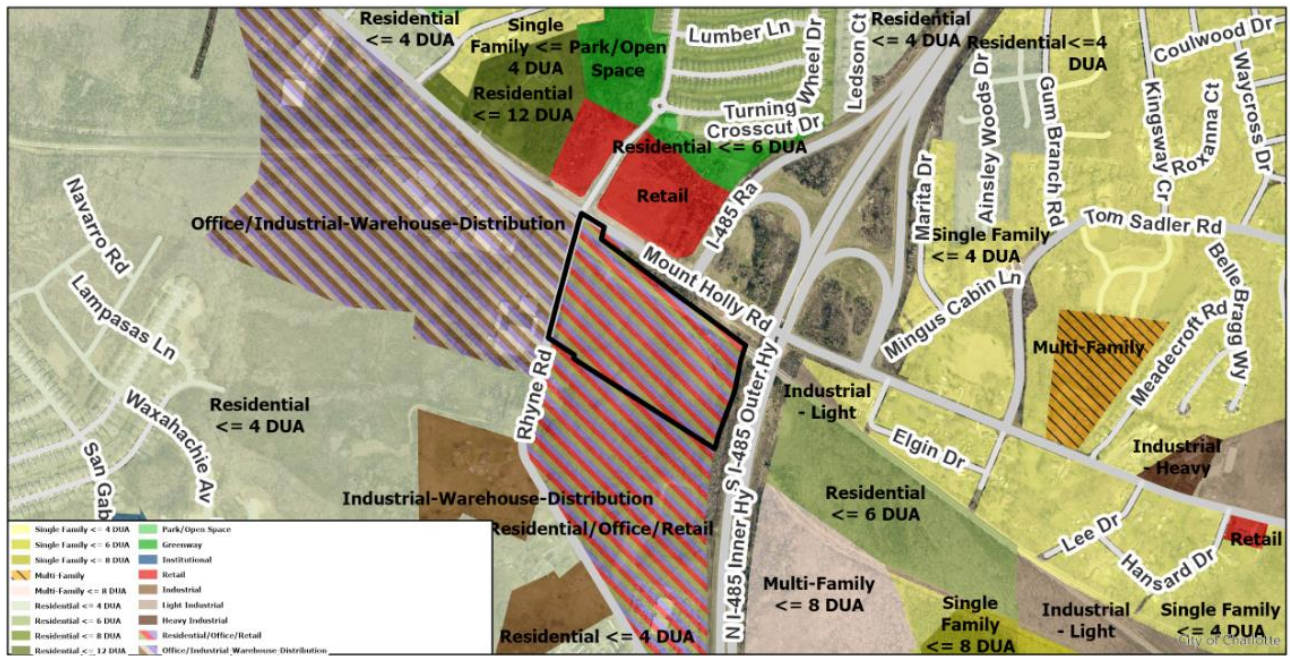 Residential
<= 4 DUA
Single
Family <=
4 DUA
Park/Open
Space
Residential
<= 12 DUA
Lumber Ln
Turning Wheel Dr
Crosscut Dr
Ledson Ct
Residential
<= 4 DUA
Residential<=4
DUA
Coulwood Dr
Waycross Dr
Roxanna Ct
Kingsway Cr
Gum Branch Rd
Ainsley Woods Dr
Marita Dr
Residential <= 6 DUA
Retail
I-485 Ra
Office/Industrial-Warehouse-Distribution
Mount Holly Rd
Single Family
<= 4 DUA
Tom Sadler Rd
Mingus Cabin Ln
Belle Bragg Wy
Meadecroft Rd
Multi-Family
Navarro Rd
Lampasas Ln
Waxahachie Av
San Gab
Residential
<= 4 DUA
Rhyne Rd
S I-485 Outer Hy
N I-485 Inner Hy
Industrial
- Light
Elgin Dr
Industrial
- Heavy
Industrial-Warehouse-Distribution
Residential/Office/Retail
Residential
<= 6 DUA
Lee Dr
Hansard Dr
Retail
Multi-Family
<= 8 DUA
Single
Family
<= 8 DUA
Industrial
- Light
Single Family
<= 4 DUA
Residential <= 4 DUA
City of Charlotte
Single Family <= 4 DUA
Single Family <= 6 DUA
Single Family <= 8 DUA
Multi-Family
Multi-Family <= 8 DUA
Residential <= 4 DUA
Residential <= 6 DUA
Residential <= 8 DUA
Residential <= 12 DUA
Park/Open Space
Greenway
Institutional
Retail
Industrial
Light Industrial
Heavy Industrial
Residential/Office/Retail
Office/Industrial_Warehouse-Distribution